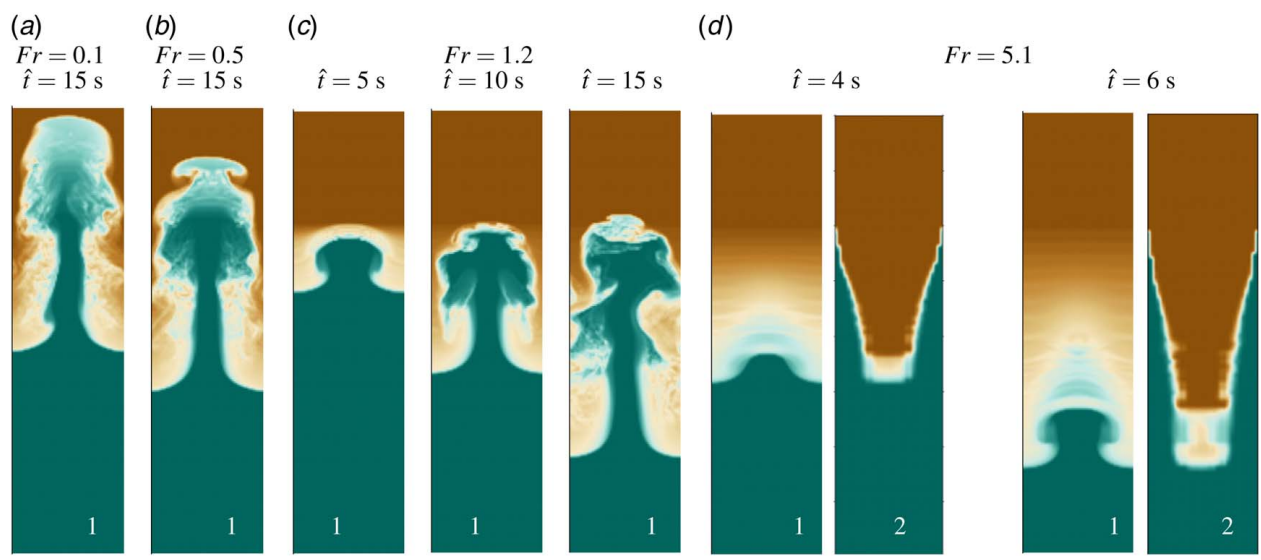 (a) (b) (c) (d)
Fr = 0.1 Fr = 0.5 Fr = 1.2 Fr = 5.1
t̂ = 15 s t̂ = 15 s t̂ = 5 s t̂ = 10 s t̂ = 15 s t̂ = 4 s t̂ = 6 s
1 1 1 1 1 1 2 1 2